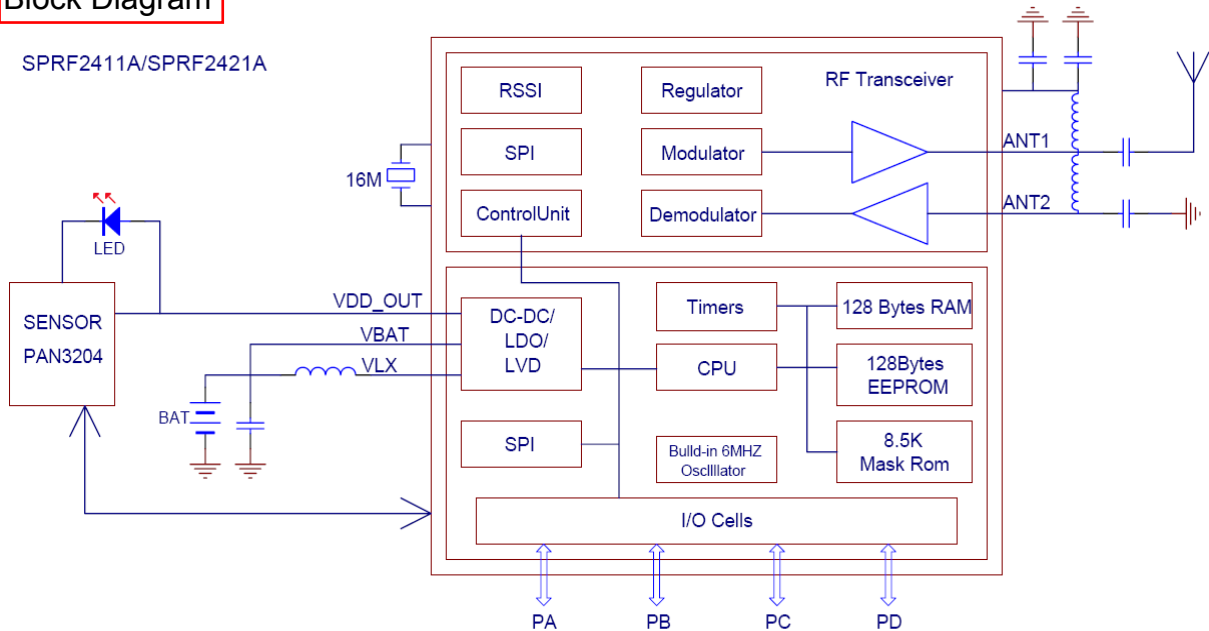 Block Diagram
SPRF2411A/SPRF2421A
RF Transceiver
RSSI
Regulator
SPI
Modulator
ControlUnit
Demodulator
16M
ANT1
ANT2
LED
SENSOR
PAN3204
VDD_OUT
VBAT
VLX
BAT
DC-DC/
LDO/
LVD
Timers
128 Bytes RAM
CPU
128Bytes
EEPROM
SPI
Bulld-in 6MHZ
Oscllllator
8.5K
Mask Rom
I/O Cells
PA
PB
PC
PD